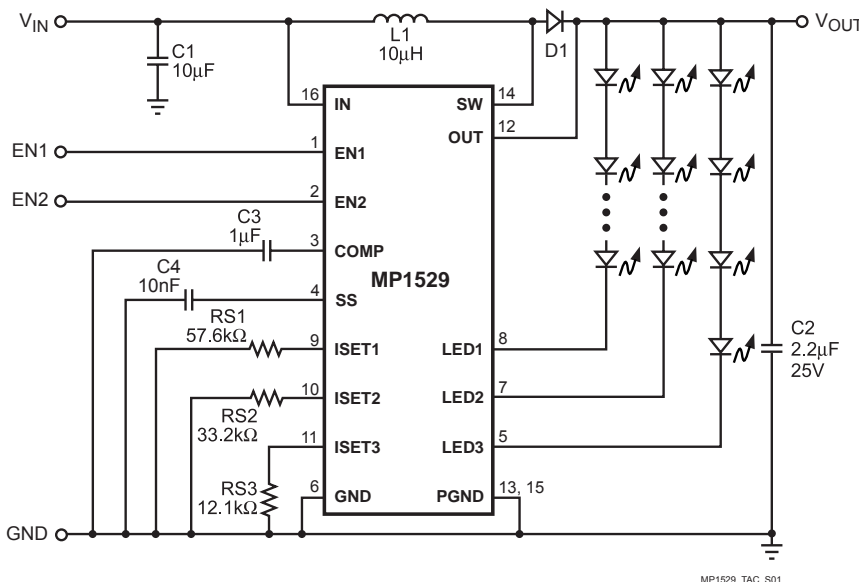 VIN
VOUT
L1
10μH
D1
C1
10μF
16
IN
SW
14
OUT
12
EN1
1
EN1
EN2
2
EN2
C3
1μF
3
COMP
MP1529
C4
10nF
4
SS
RS1
57.6kΩ
9
ISET1
LED1
8
C2
2.2μF
25V
10
ISET2
LED2
7
RS2
33.2kΩ
11
ISET3
LED3
5
RS3
12.1kΩ
6
GND
PGND
13, 15
GND
MP1529_TAC_S01